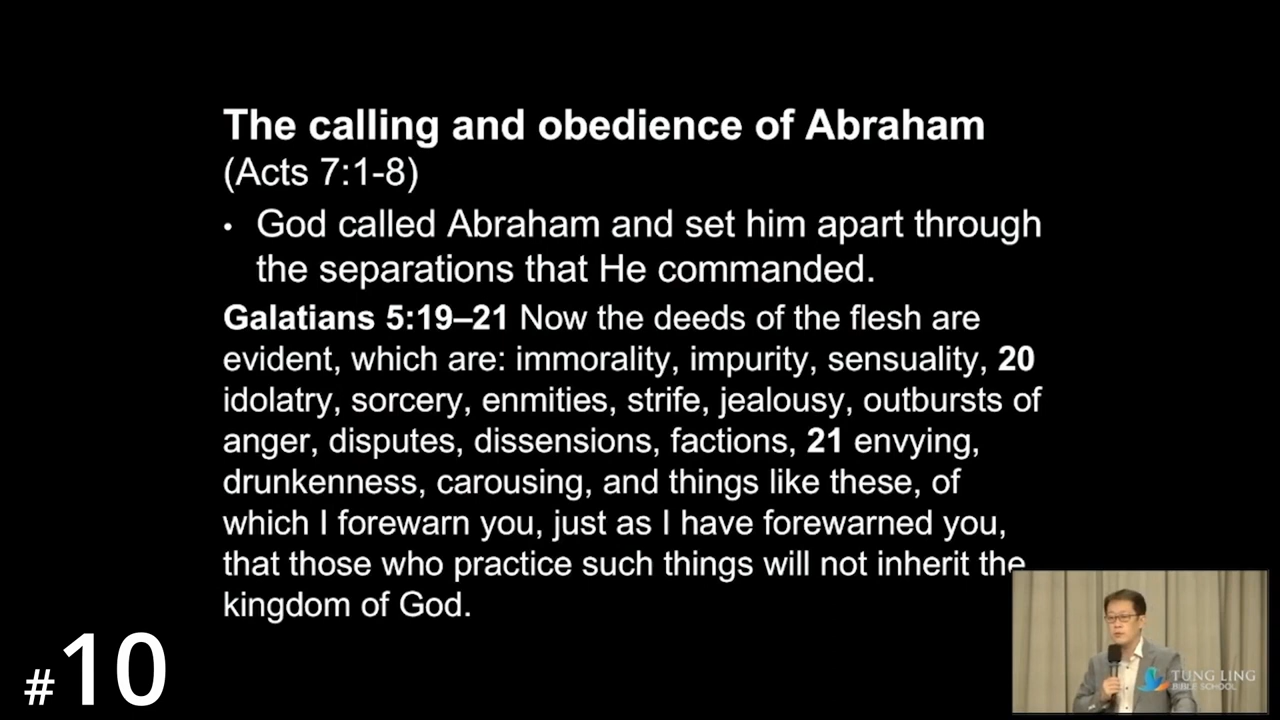 The calling and obedience of Abraham
(Acts 7:1-8)
• God called Abraham and set him apart through
the separations that He commanded.
Galatians 5:19–21 Now the deeds of the flesh are
evident, which are: immorality, impurity, sensuality, 20
idolatry, sorcery, enmities, strife, jealousy, outbursts of
anger, disputes, dissensions, factions, 21 envying,
drunkenness, carousing, and things like these, of
which I forewarn you, just as I have forewarned you,
that those who practice such things will not inherit the
kingdom of God.
#10
TUNG LING
BIBLE SCHOOL